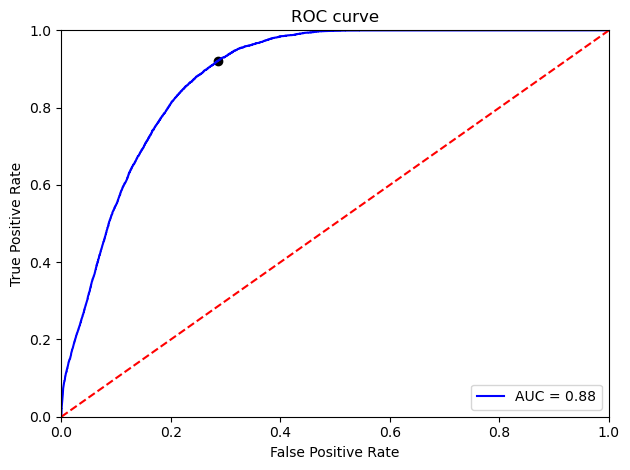 ROC curve
1.0
0.8
0.6
0.4
0.2
0.0
True Positive Rate
AUC = 0.88
0.0 0.2 0.4 0.6 0.8 1.0
False Positive Rate